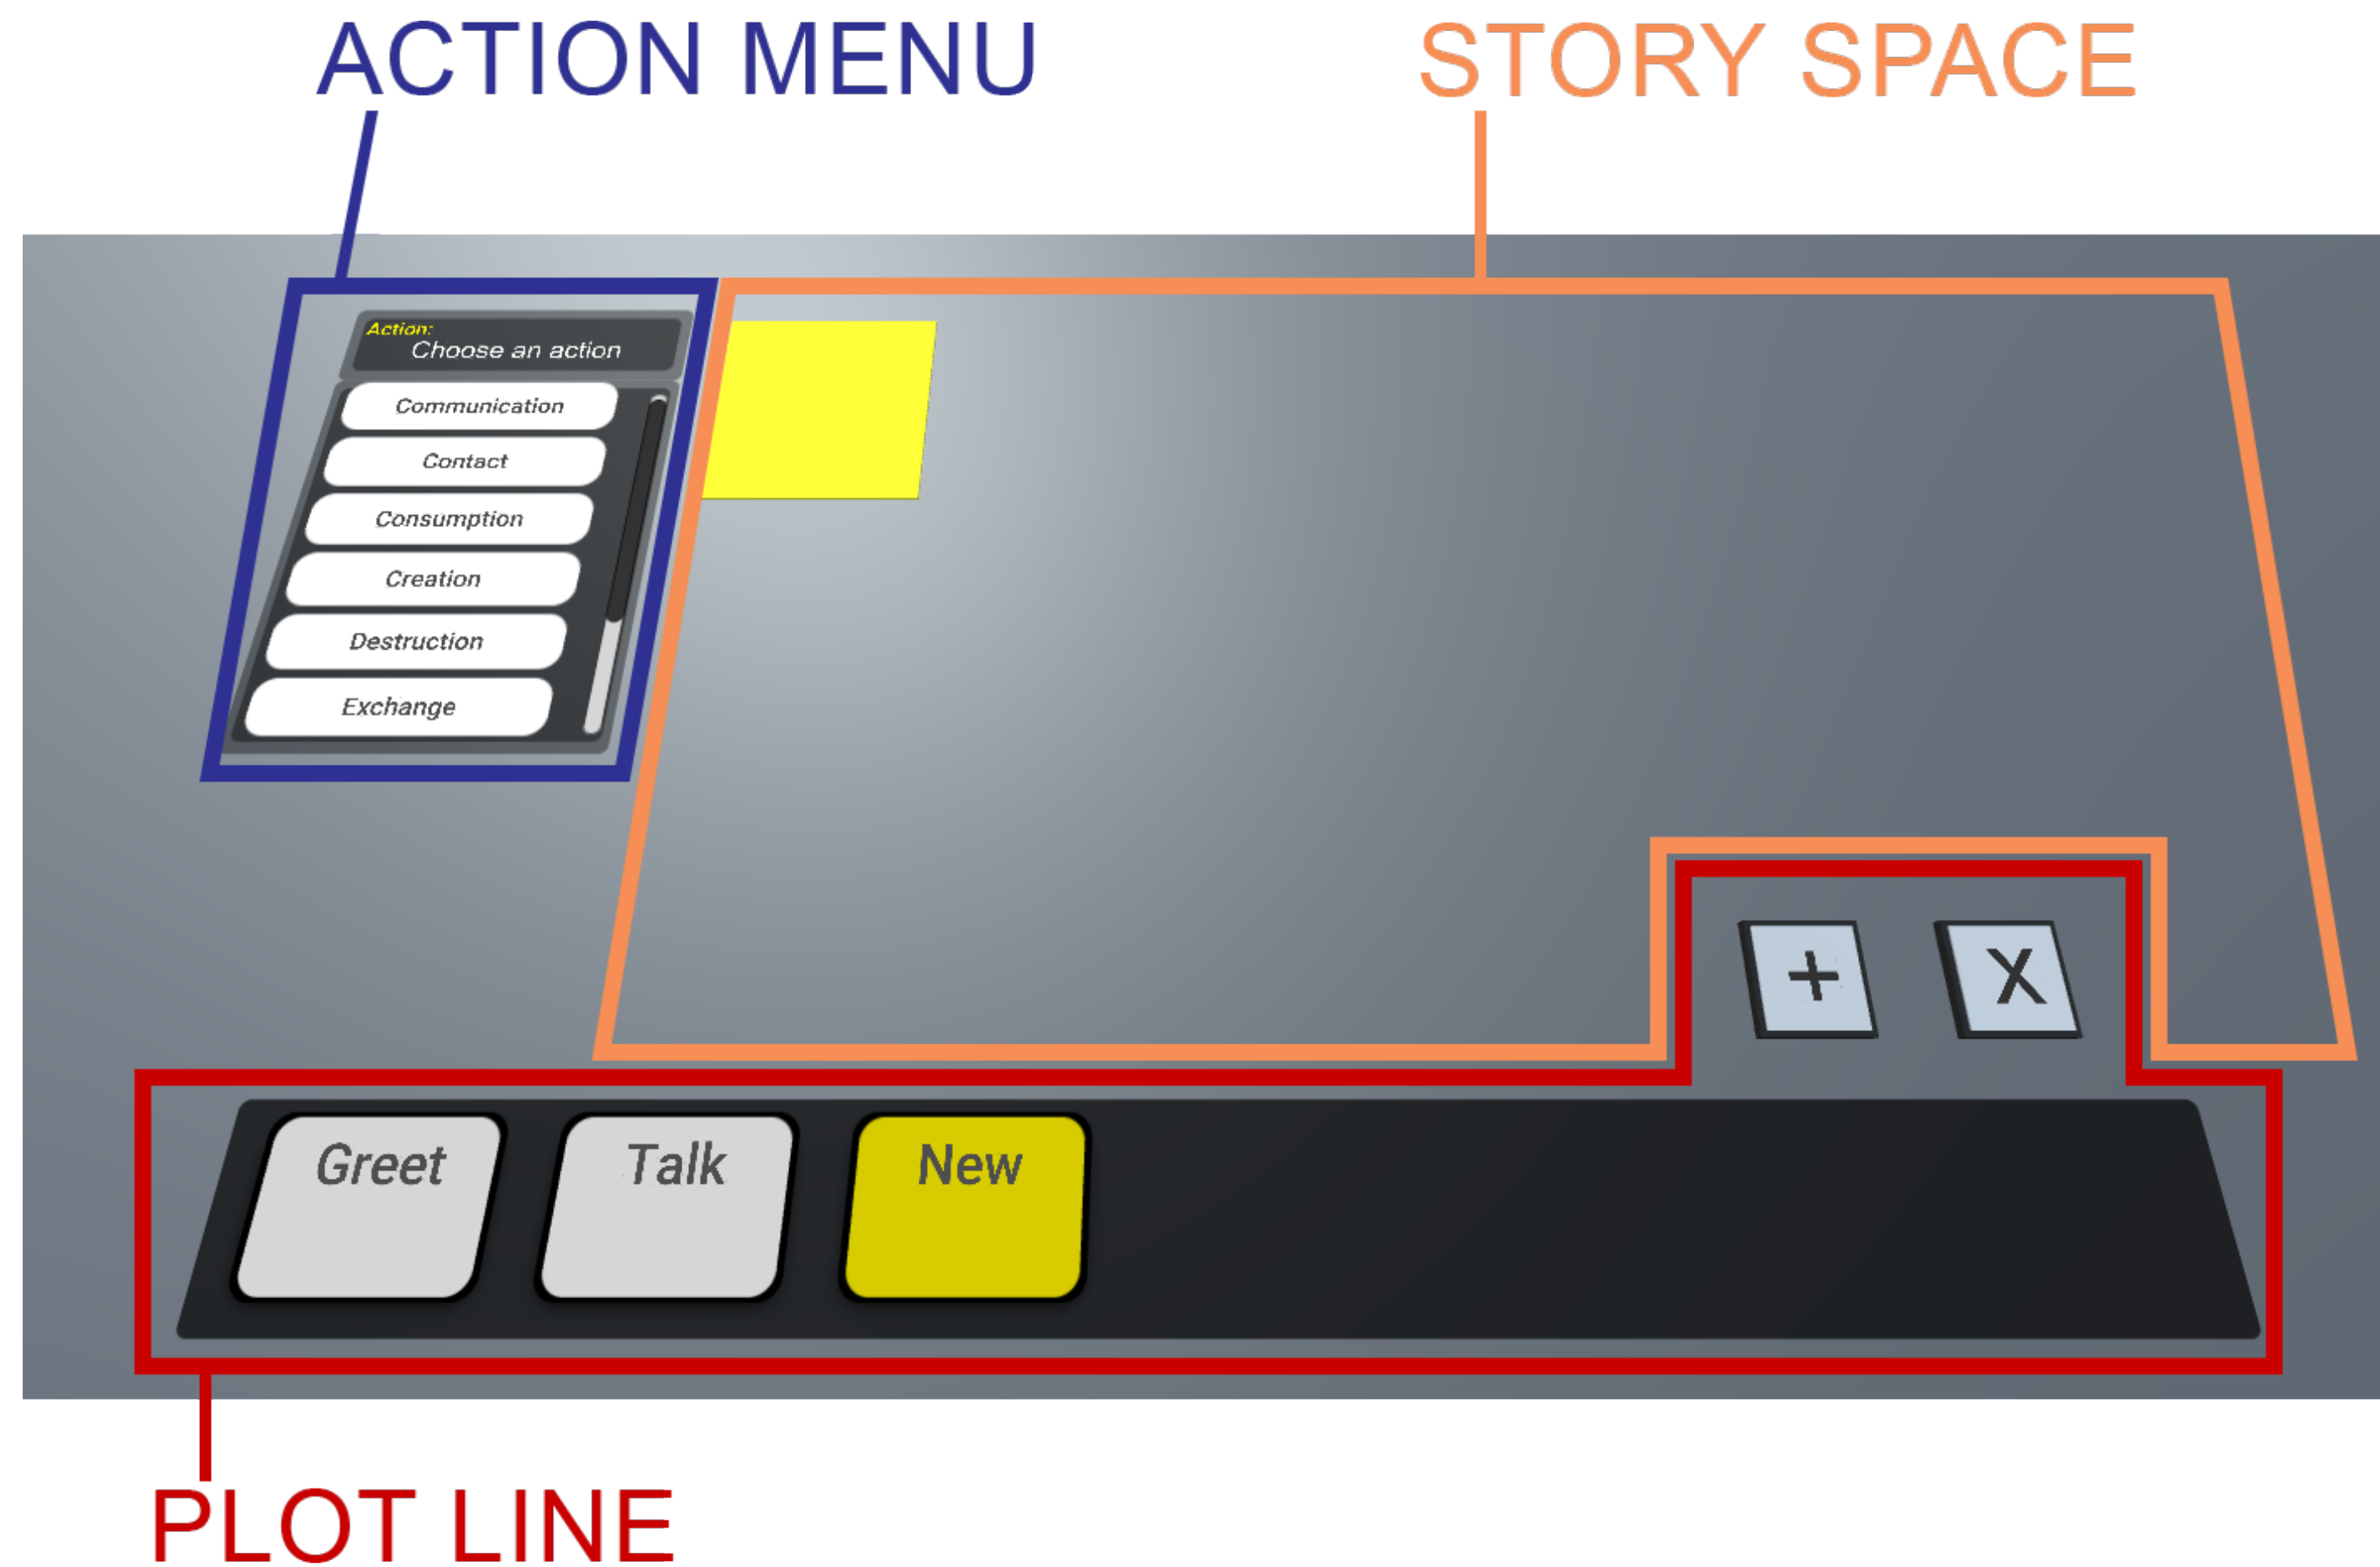 ACTION MENU
STORY SPACE
Action:
Choose an action
Communication
Contact
Consumption
Creation
Destruction
Exchange
+ X
Greet Talk New
PLOT LINE